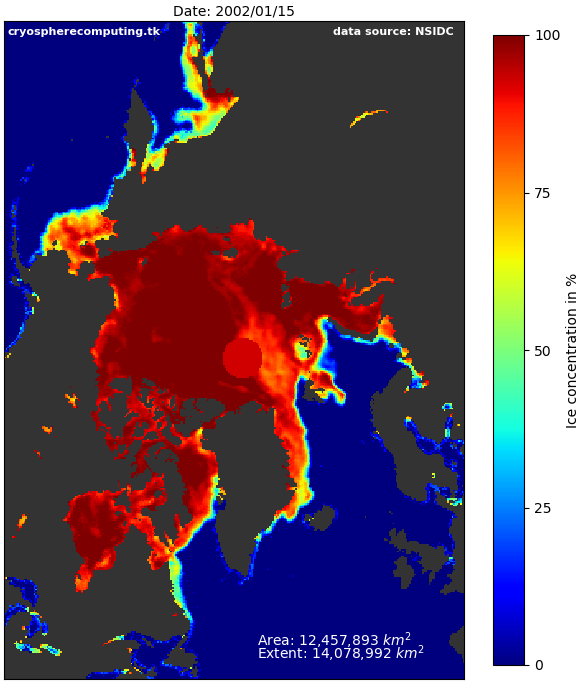 Date: 2002/01/15
cryospherecomputing.tk
data source: NSIDC
100
75
50
25
0
Ice concentration in %
Area: 12,457,893 km²
Extent: 14,078,992 km²